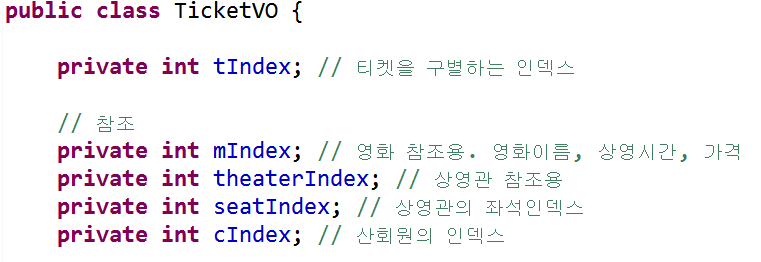 public class TicketVO {
private int tIndex; // 티켓을 구별하는 인덱스
// 참조
private int mIndex; // 영화 참조용. 영화이름, 상영시간, 가격
private int theaterIndex; // 상영관 참조용
private int seatIndex; // 상영관의 좌석인덱스
private int cIndex; // 산회원의 인덱스